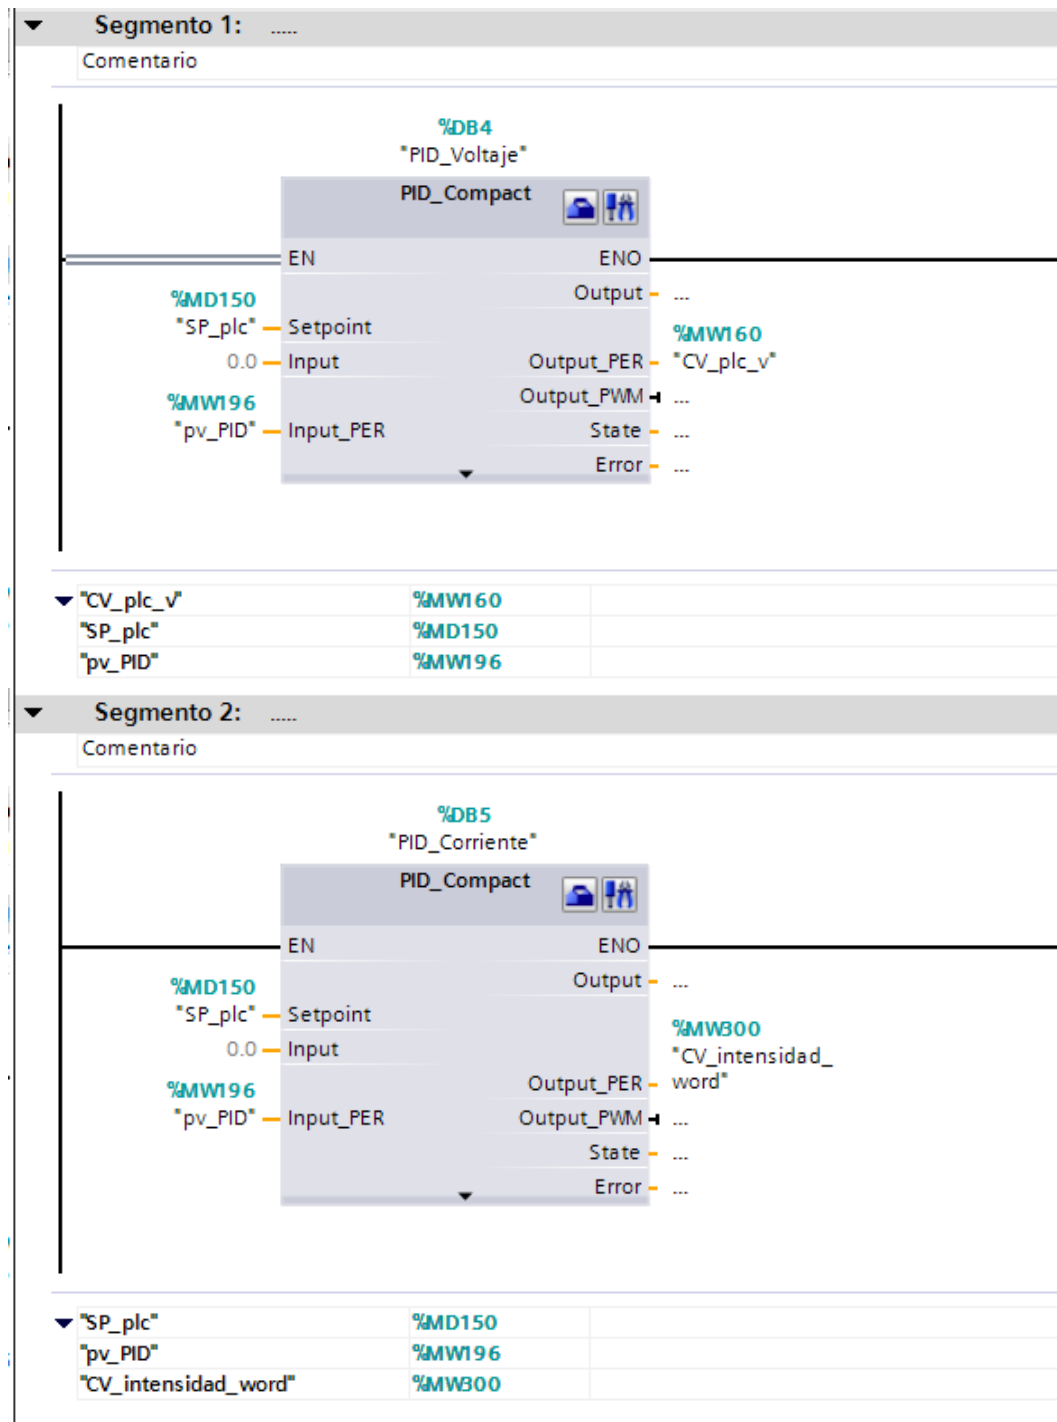 Segmento 1: .....
Comentario
%DB4
"PID_Voltaje"
PID_Compact
EN ENO
Output ...
%MD150
"SP_plc" Setpoint
%MW160
0.0 Input Output_PER "CV_plc_v"
Output_PWM ...
%MW196
"pv_PID" Input_PER State ...
Error ...
"CV_plc_v" %MW160
"SP_plc" %MD150
"pv_PID" %MW196
Segmento 2: .....
Comentario
%DB5
"PID_Corriente"
PID_Compact
EN ENO
Output ...
%MD150
"SP_plc" Setpoint
%MW300
0.0 Input "CV_intensidad_
Output_PER word"
%MW196
"pv_PID" Input_PER Output_PWM ...
State ...
Error ...
"SP_plc" %MD150
"pv_PID" %MW196
"CV_intensidad_word" %MW300